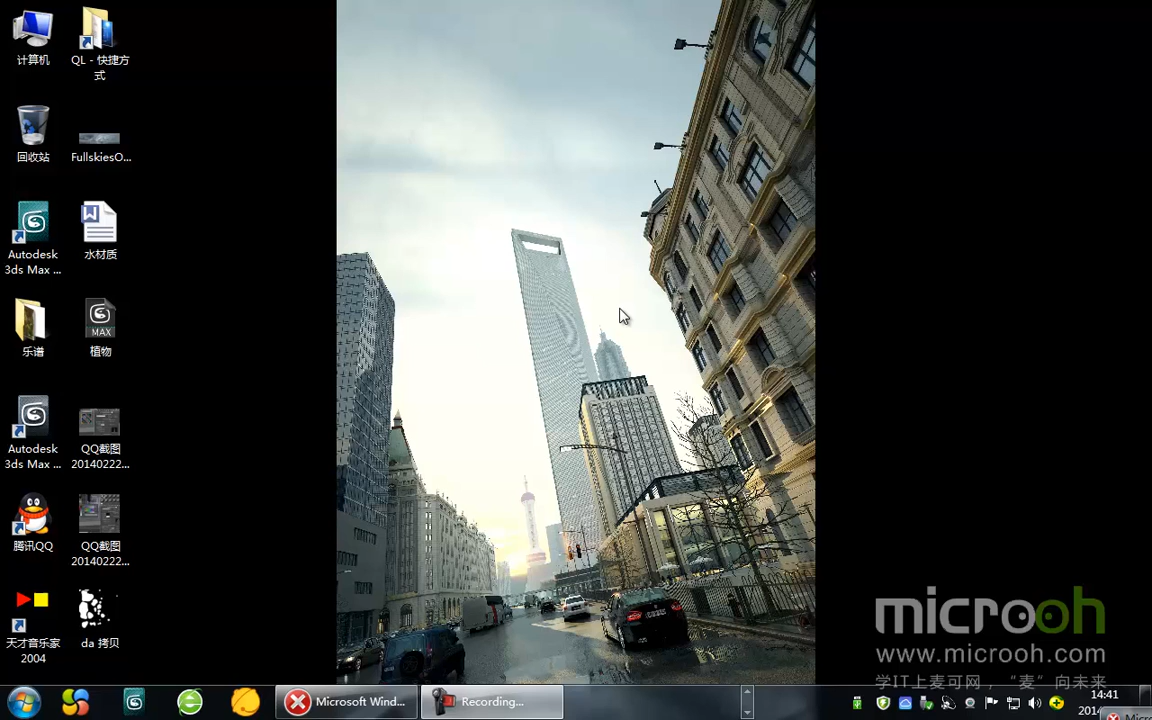 计算机
QL - 快捷方
式
回收站
FullskiesO...
Autodesk
3ds Max ...
W
水材质
乐谱
MAX
植物
Autodesk
3ds Max ...
QQ截图
20140222...
腾讯QQ
QQ截图
20140222...
天才音乐家
2004
da 拷贝
microoh
www.microoh.com
学IT上麦可网，“麦”向未来
Microsoft Wind...
Recording...
14:41